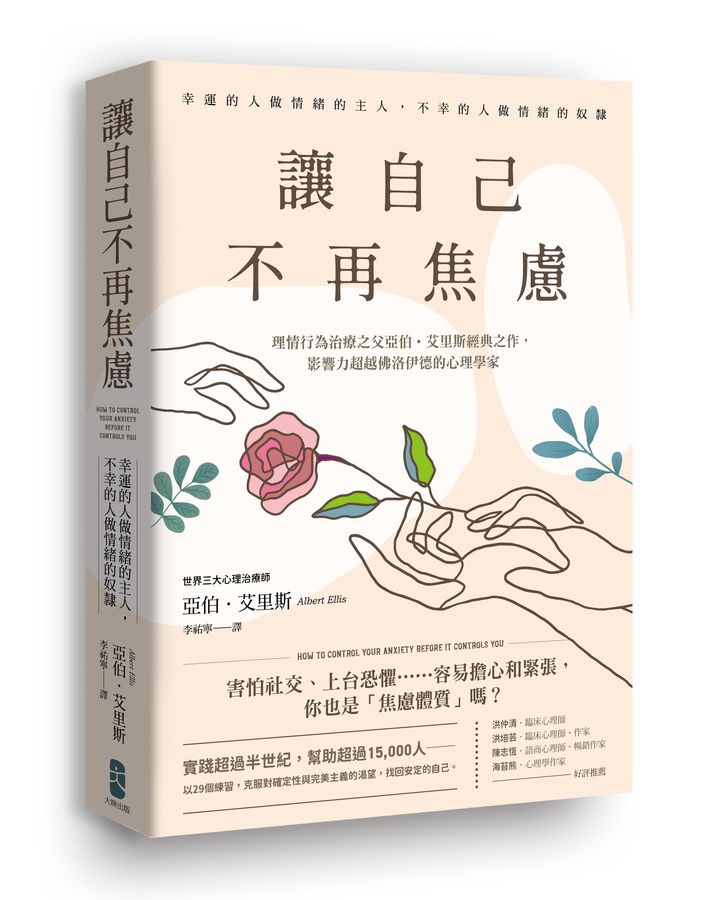 幸運的人做情緒的主人，不幸的人做情緒的奴隸
讓自己
不再焦慮
理情行為治療之父亞伯・艾里斯經典之作，
影響力超越佛洛伊德的心理學家
世界三大心理治療師
亞伯・艾里斯 Albert Ellis
李祐寧——譯
HOW TO CONTROL YOUR ANXIETY BEFORE IT CONTROLS YOU
害怕社交、上台恐懼⋯⋯容易擔心和緊張，
你也是「焦慮體質」嗎？
實踐超過半世紀，幫助超過15,000人——
以29個練習，克服對確定性與完美主義的渴望，找回安定的自己。
洪仲清・臨床心理師
洪培芸・臨床心理師、作家
陳志恆・諮商心理師、暢銷作家
海苔熊・心理學作家
——好評推薦
讓自己不再焦慮
HOW TO CONTROL
YOUR ANXIETY
BEFORE IT
CONTROLS YOU
幸運的人做情緒的主人，
不幸的人做情緒的奴隸
Albert Ellis
亞伯・艾里斯
李祐寧——譯
大牌出版